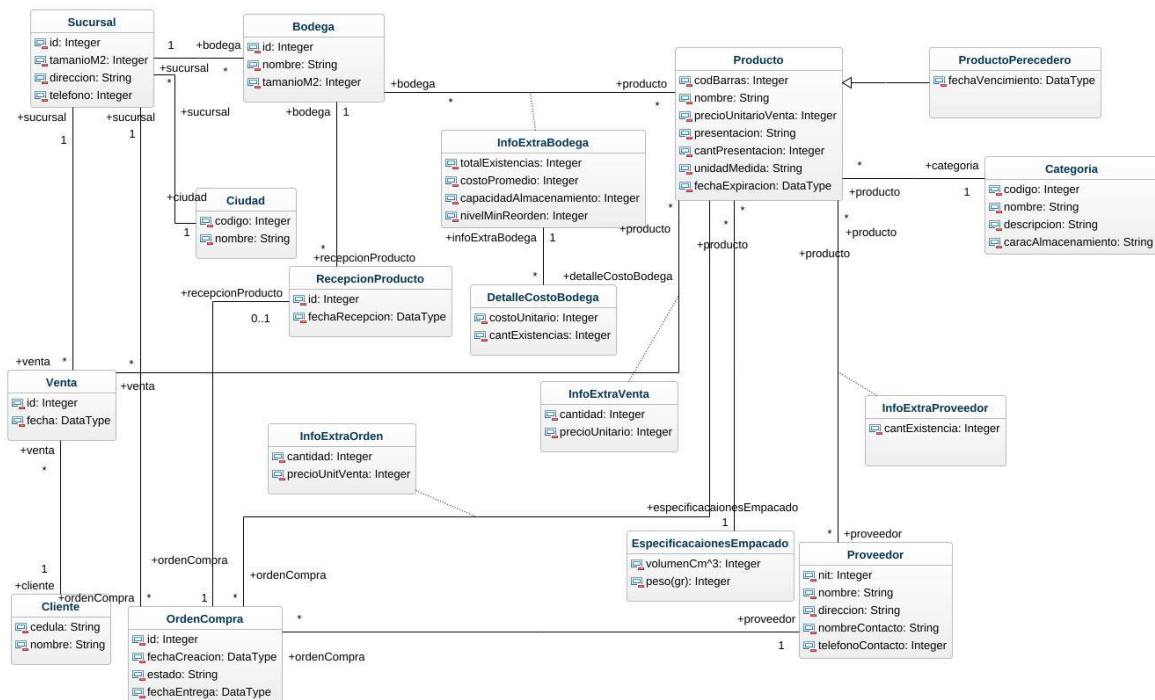 Sucursal
id: Integer
tamanioM2: Integer
direccion: String
telefono: Integer
1
+bodega
+sucursal
*
*
+sucursal
Bodega
id: Integer
nombre: String
tamanioM2: Integer
+bodega
1
+bodega
*
+producto
*
Producto
codBarras: Integer
nombre: String
precioUnitarioVenta: Integer
presentacion: String
cantPresentacion: Integer
unidadMedida: String
fechaExpiracion: DataType
ProductoPerecedero
fechaVencimiento: DataType
*
+categoria
+producto
1
Categoria
codigo: Integer
nombre: String
descripcion: String
caracAlmacenamiento: String
+sucursal
1
+sucursal
1
InfoExtraBodega
totalExistencias: Integer
costoPromedio: Integer
capacidadAlmacenamiento: Integer
nivelMinReorden: Integer
+infoExtraBodega
1
*
+detalleCostoBodega
+ciudad
1
Ciudad
codigo: Integer
nombre: String
*
+producto
*
*
+producto
*
+producto
*
+recepcionProducto
+recepcionProducto
0..1
RecepcionProducto
id: Integer
fechaRecepcion: DataType
DetalleCostoBodega
costoUnitario: Integer
cantExistencias: Integer
+venta
*
*
+venta
Venta
id: Integer
fecha: DataType
+venta
*
InfoExtraVenta
cantidad: Integer
precioUnitario: Integer
InfoExtraProveedor
cantExistencia: Integer
InfoExtraOrden
cantidad: Integer
precioUnitVenta: Integer
+especificacaionesEmpacado
1
EspecificacaionesEmpacado
volumenCm^3: Integer
peso(gr): Integer
*
+proveedor
Proveedor
nit: Integer
nombre: String
direccion: String
nombreContacto: String
telefonoContacto: Integer
1
+cliente
Cliente
cedula: String
nombre: String
+ordenCompra
+ordenCompra
+ordenCompra
*
1
*
OrdenCompra
id: Integer
fechaCreacion: DataType
estado: String
fechaEntrega: DataType
*
+ordenCompra
+proveedor
1